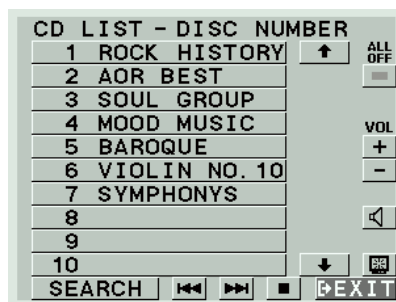 CD LIST - DISC NUMBER
1 ROCK HISTORY
ALL OFF
2 AOR BEST
3 SOUL GROUP
4 MOOD MUSIC
VOL
5 BAROQUE
+
6 VIOLIN NO. 10
-
7 SYMPHONYS
8
9
10
SEARCH EXIT